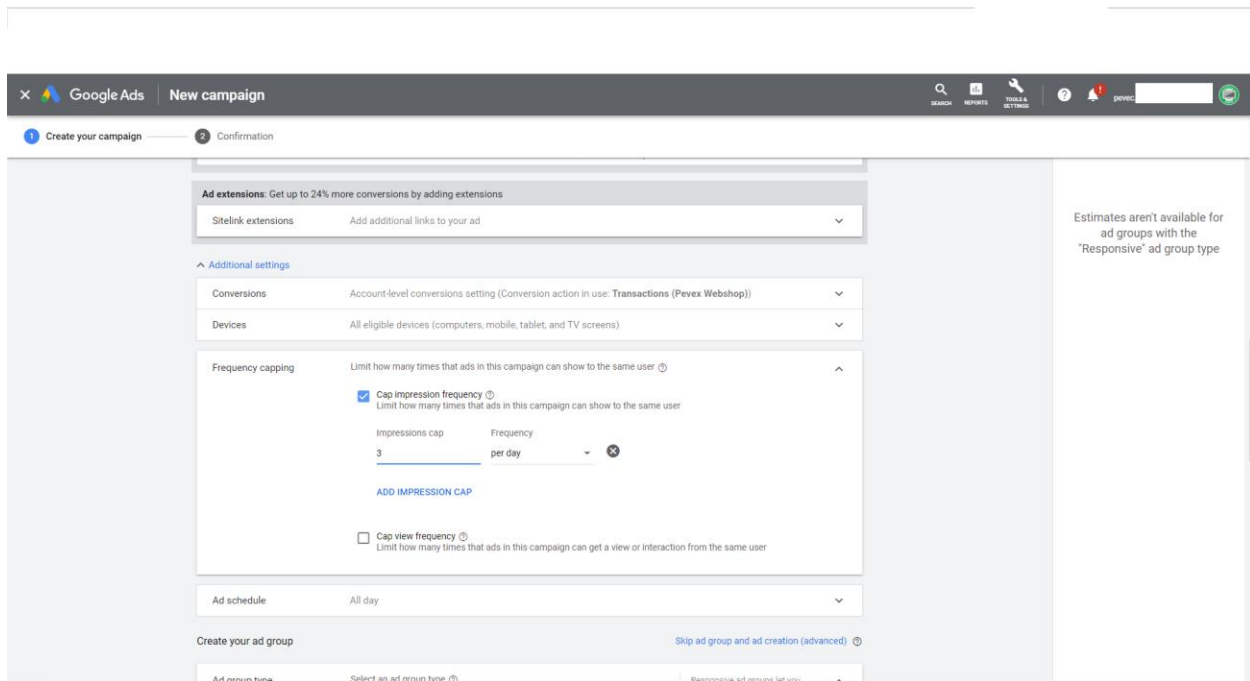 Google Ads
New campaign
SEARCH
REPORTS
TOOLS &
SETTINGS
?
!
pevec
1 Create your campaign
2 Confirmation
Ad extensions: Get up to 24% more conversions by adding extensions
Sitelink extensions
Add additional links to your ad
Estimates aren't available for
ad groups with the
"Responsive" ad group type
Additional settings
Conversions
Account-level conversions setting (Conversion action in use: Transactions (Pevex Webshop))
Devices
All eligible devices (computers, mobile, tablet, and TV screens)
Frequency capping
Limit how many times that ads in this campaign can show to the same user
Cap impression frequency
Limit how many times that ads in this campaign can show to the same user
Impressions cap
Frequency
3
per day
ADD IMPRESSION CAP
Cap view frequency
Limit how many times that ads in this campaign can get a view or interaction from the same user
Ad schedule
All day
Create your ad group
Skip ad group and ad creation (advanced)
Ad group type
Select an ad group type
Responsive ad groups let you